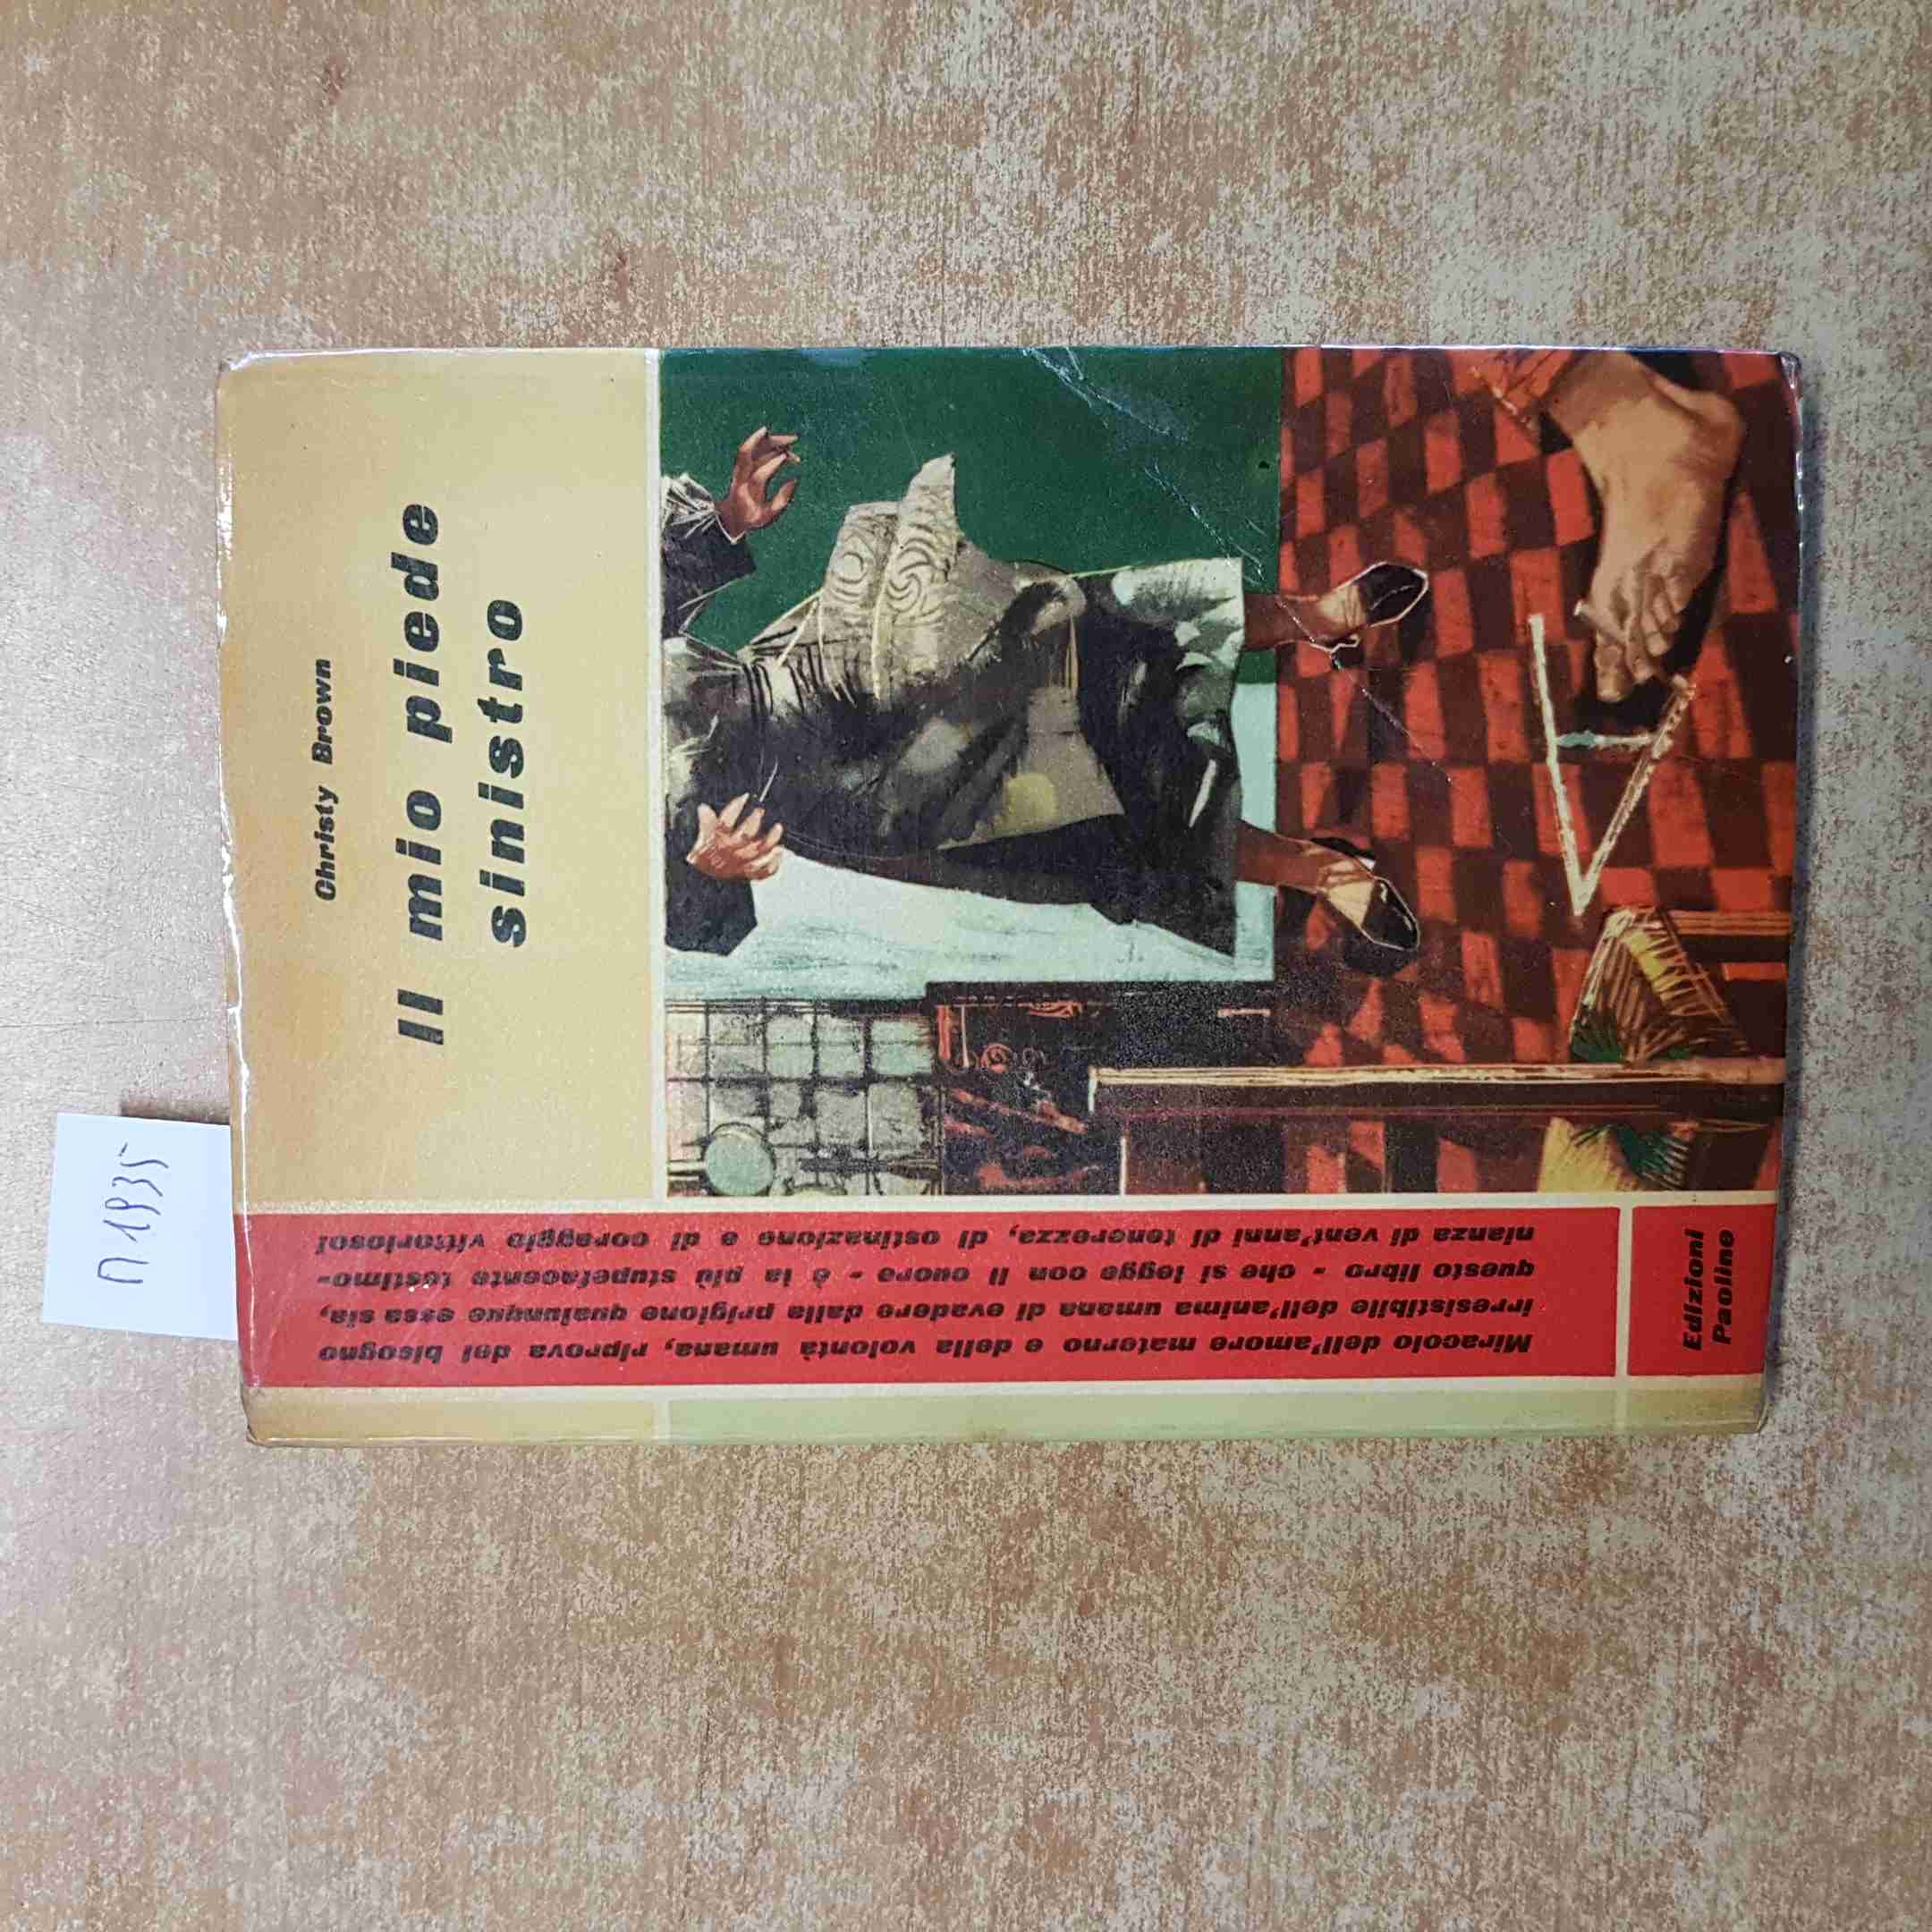 Christy Brown
Il mio piede
sinistro
Miracolo dell'amore materno e della volontà umana, riprova del bisogno
irresistibile dell'anima umana di evadere dalla prigione qualunque essa sia,
questo libro - che si legge con il cuore - è la più stupefacente testimo-
nianza di vent'anni di tenerezza, di ostinazione e di coraggio vittorioso!
Edizioni
Paoline
A
n 1935